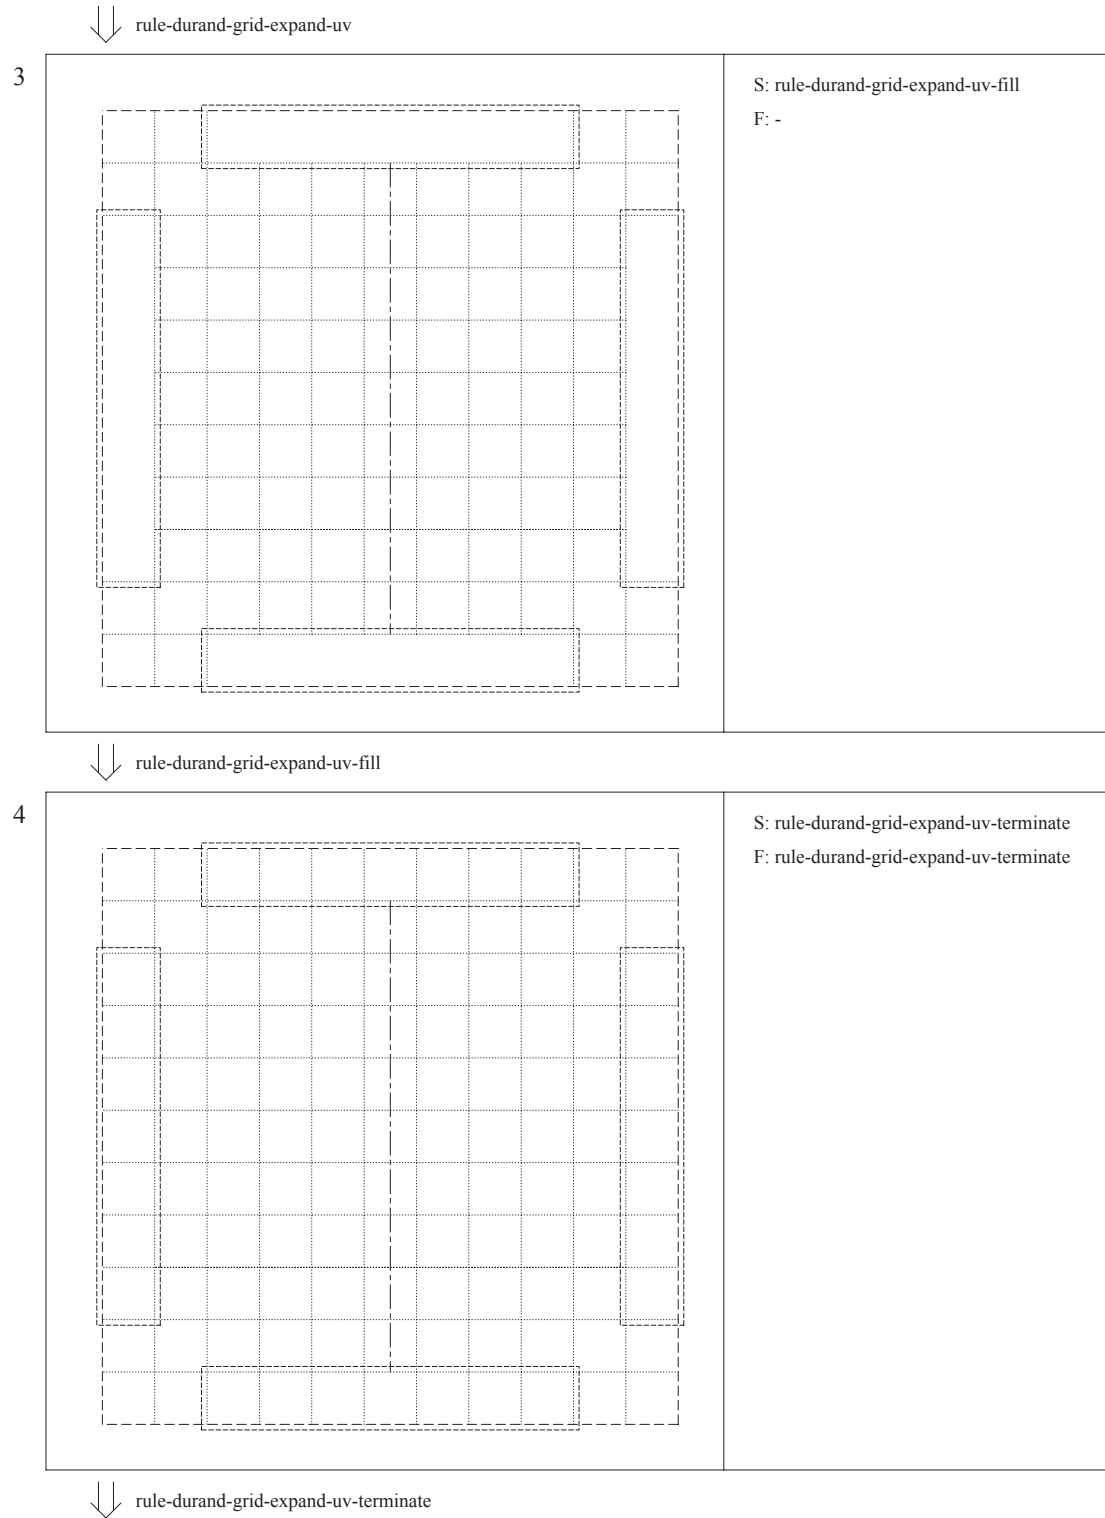 rule-durand-grid-expand-uv
3
S: rule-durand-grid-expand-uv-fill
F: -
rule-durand-grid-expand-uv-fill
4
S: rule-durand-grid-expand-uv-terminate
F: rule-durand-grid-expand-uv-terminate
rule-durand-grid-expand-uv-terminate